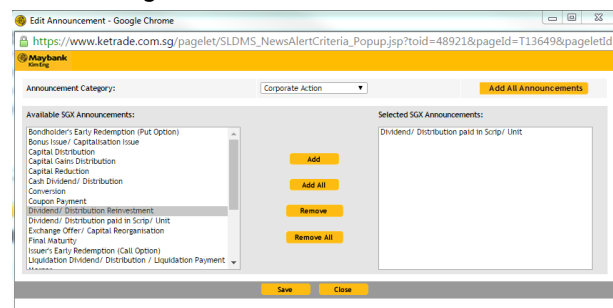 Edit Announcement - Google Chrome
https://www.ketrade.com.sg/pagelet/SLDMS_NewsAlertCriteria_Popup.jsp?toid=48921&pageId=T13649&pageletId
Maybank
Kim Eng
Announcement Category:
Corporate Action
Add All Announcements
Available SGX Announcements:
Selected SGX Announcements:
Bondholder's Early Redemption (Put Option)
Bonus Issue/ Capitalisation Issue
Capital Distribution
Capital Gains Distribution
Capital Reduction
Cash Dividend/ Distribution
Conversion
Coupon Payment
Dividend/ Distribution Reinvestment
Dividend/ Distribution paid in Scrip/ Unit
Exchange Offer/ Capital Reorganisation
Final Maturity
Issuer's Early Redemption (Call Option)
Liquidation Dividend/ Distribution / Liquidation Payment
Add
Add All
Remove
Remove All
Dividend/ Distribution paid in Scrip/ Unit
Save
Close